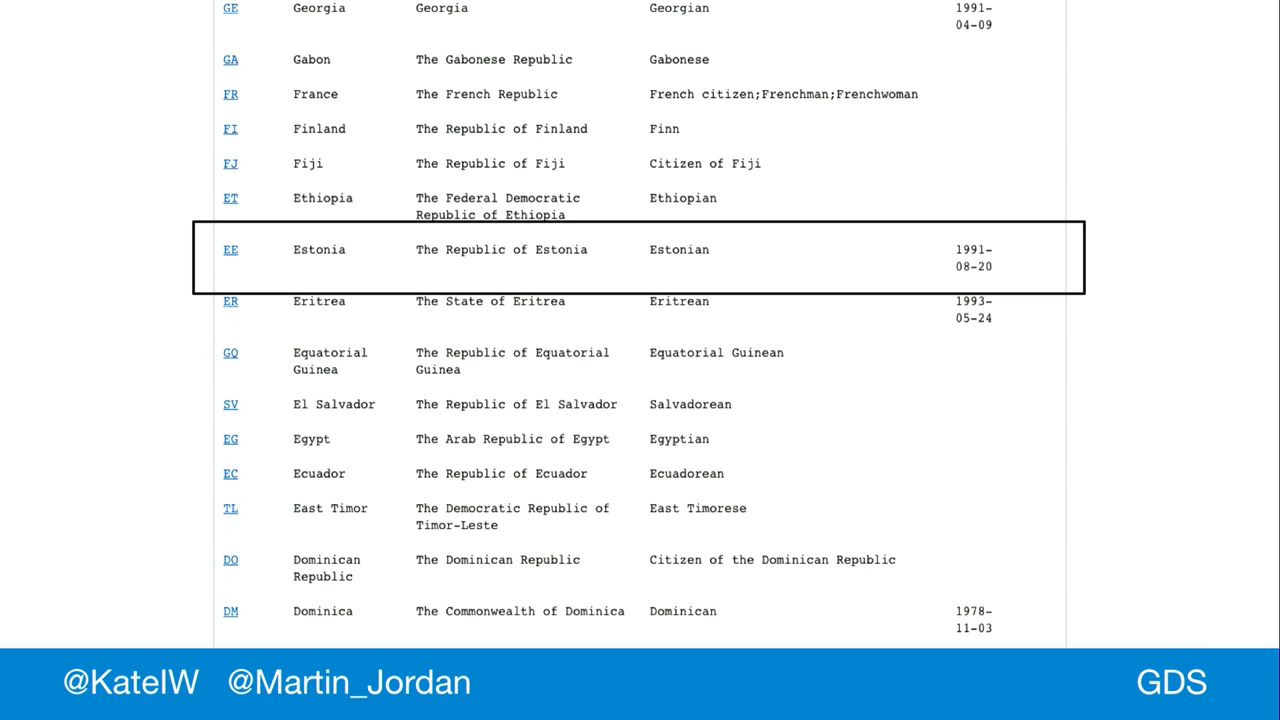 GE Georgia Georgia Georgian 1991-
04-09
GA Gabon The Gabonese Republic Gabonese
FR France The French Republic French citizen;Frenchman;Frenchwoman
FI Finland The Republic of Finland Finn
FJ Fiji The Republic of Fiji Citizen of Fiji
ET Ethiopia The Federal Democratic Ethiopian
Republic of Ethiopia
EE Estonia The Republic of Estonia Estonian 1991-
08-20
ER Eritrea The State of Eritrea Eritrean 1993-
05-24
GQ Equatorial The Republic of Equatorial Equatorial Guinean
Guinea Guinea
SV El Salvador The Republic of El Salvador Salvadorean
EG Egypt The Arab Republic of Egypt Egyptian
EC Ecuador The Republic of Ecuador Ecuadorean
TL East Timor The Democratic Republic of East Timorese
Timor-Leste
DO Dominican The Dominican Republic Citizen of the Dominican Republic
Republic
DM Dominica The Commonwealth of Dominica Dominican 1978-
11-03
@KateIW @Martin_Jordan GDS